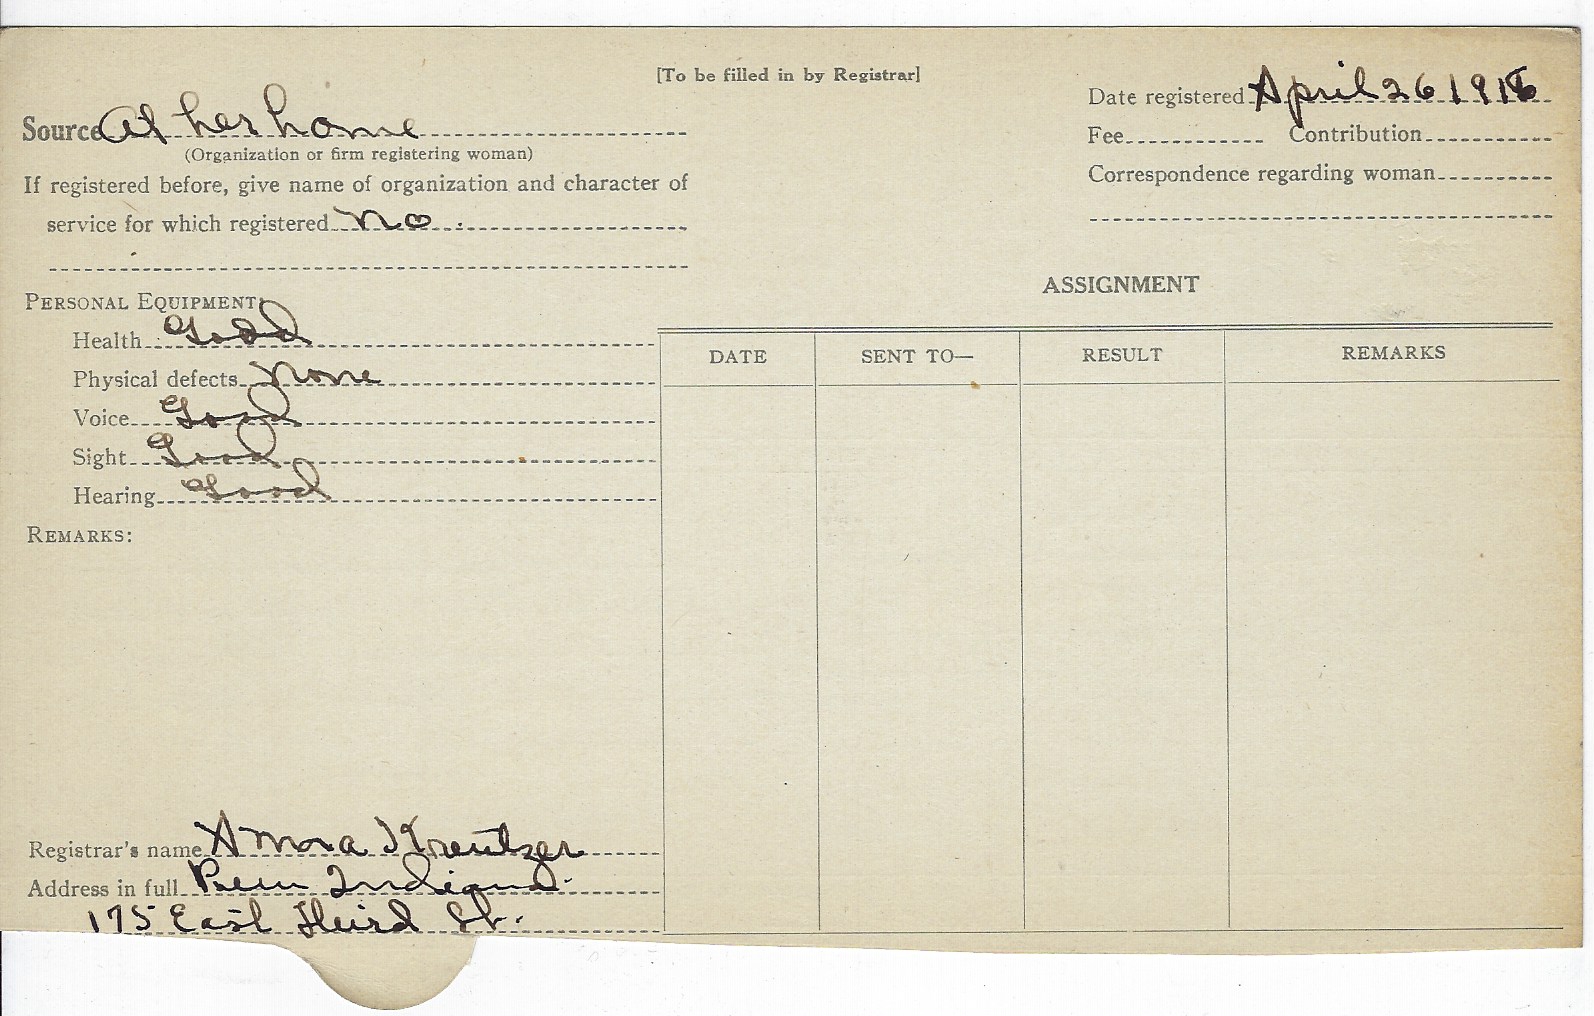 [To be filled in by Registrar]
Source At her home
(Organization or firm registering woman)
If registered before, give name of organization and character of
service for which registered No.
Date registered April 26 1918
Fee Contribution
Correspondence regarding woman
PERSONAL EQUIPMENT:
Health Good
Physical defects None
Voice Good
Sight Good
Hearing Good
REMARKS:
ASSIGNMENT
DATE SENT TO— RESULT REMARKS
Registrar's name Kreutzer
Address in full Peru Indiana.
175 East Third St.